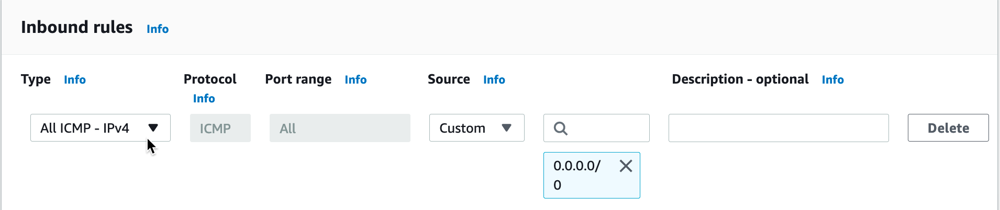 Inbound rules Info
Type Info Protocol Info Port range Info Source Info Description - optional Info
All ICMP - IPv4 ICMP All Custom Delete
0.0.0.0/
0